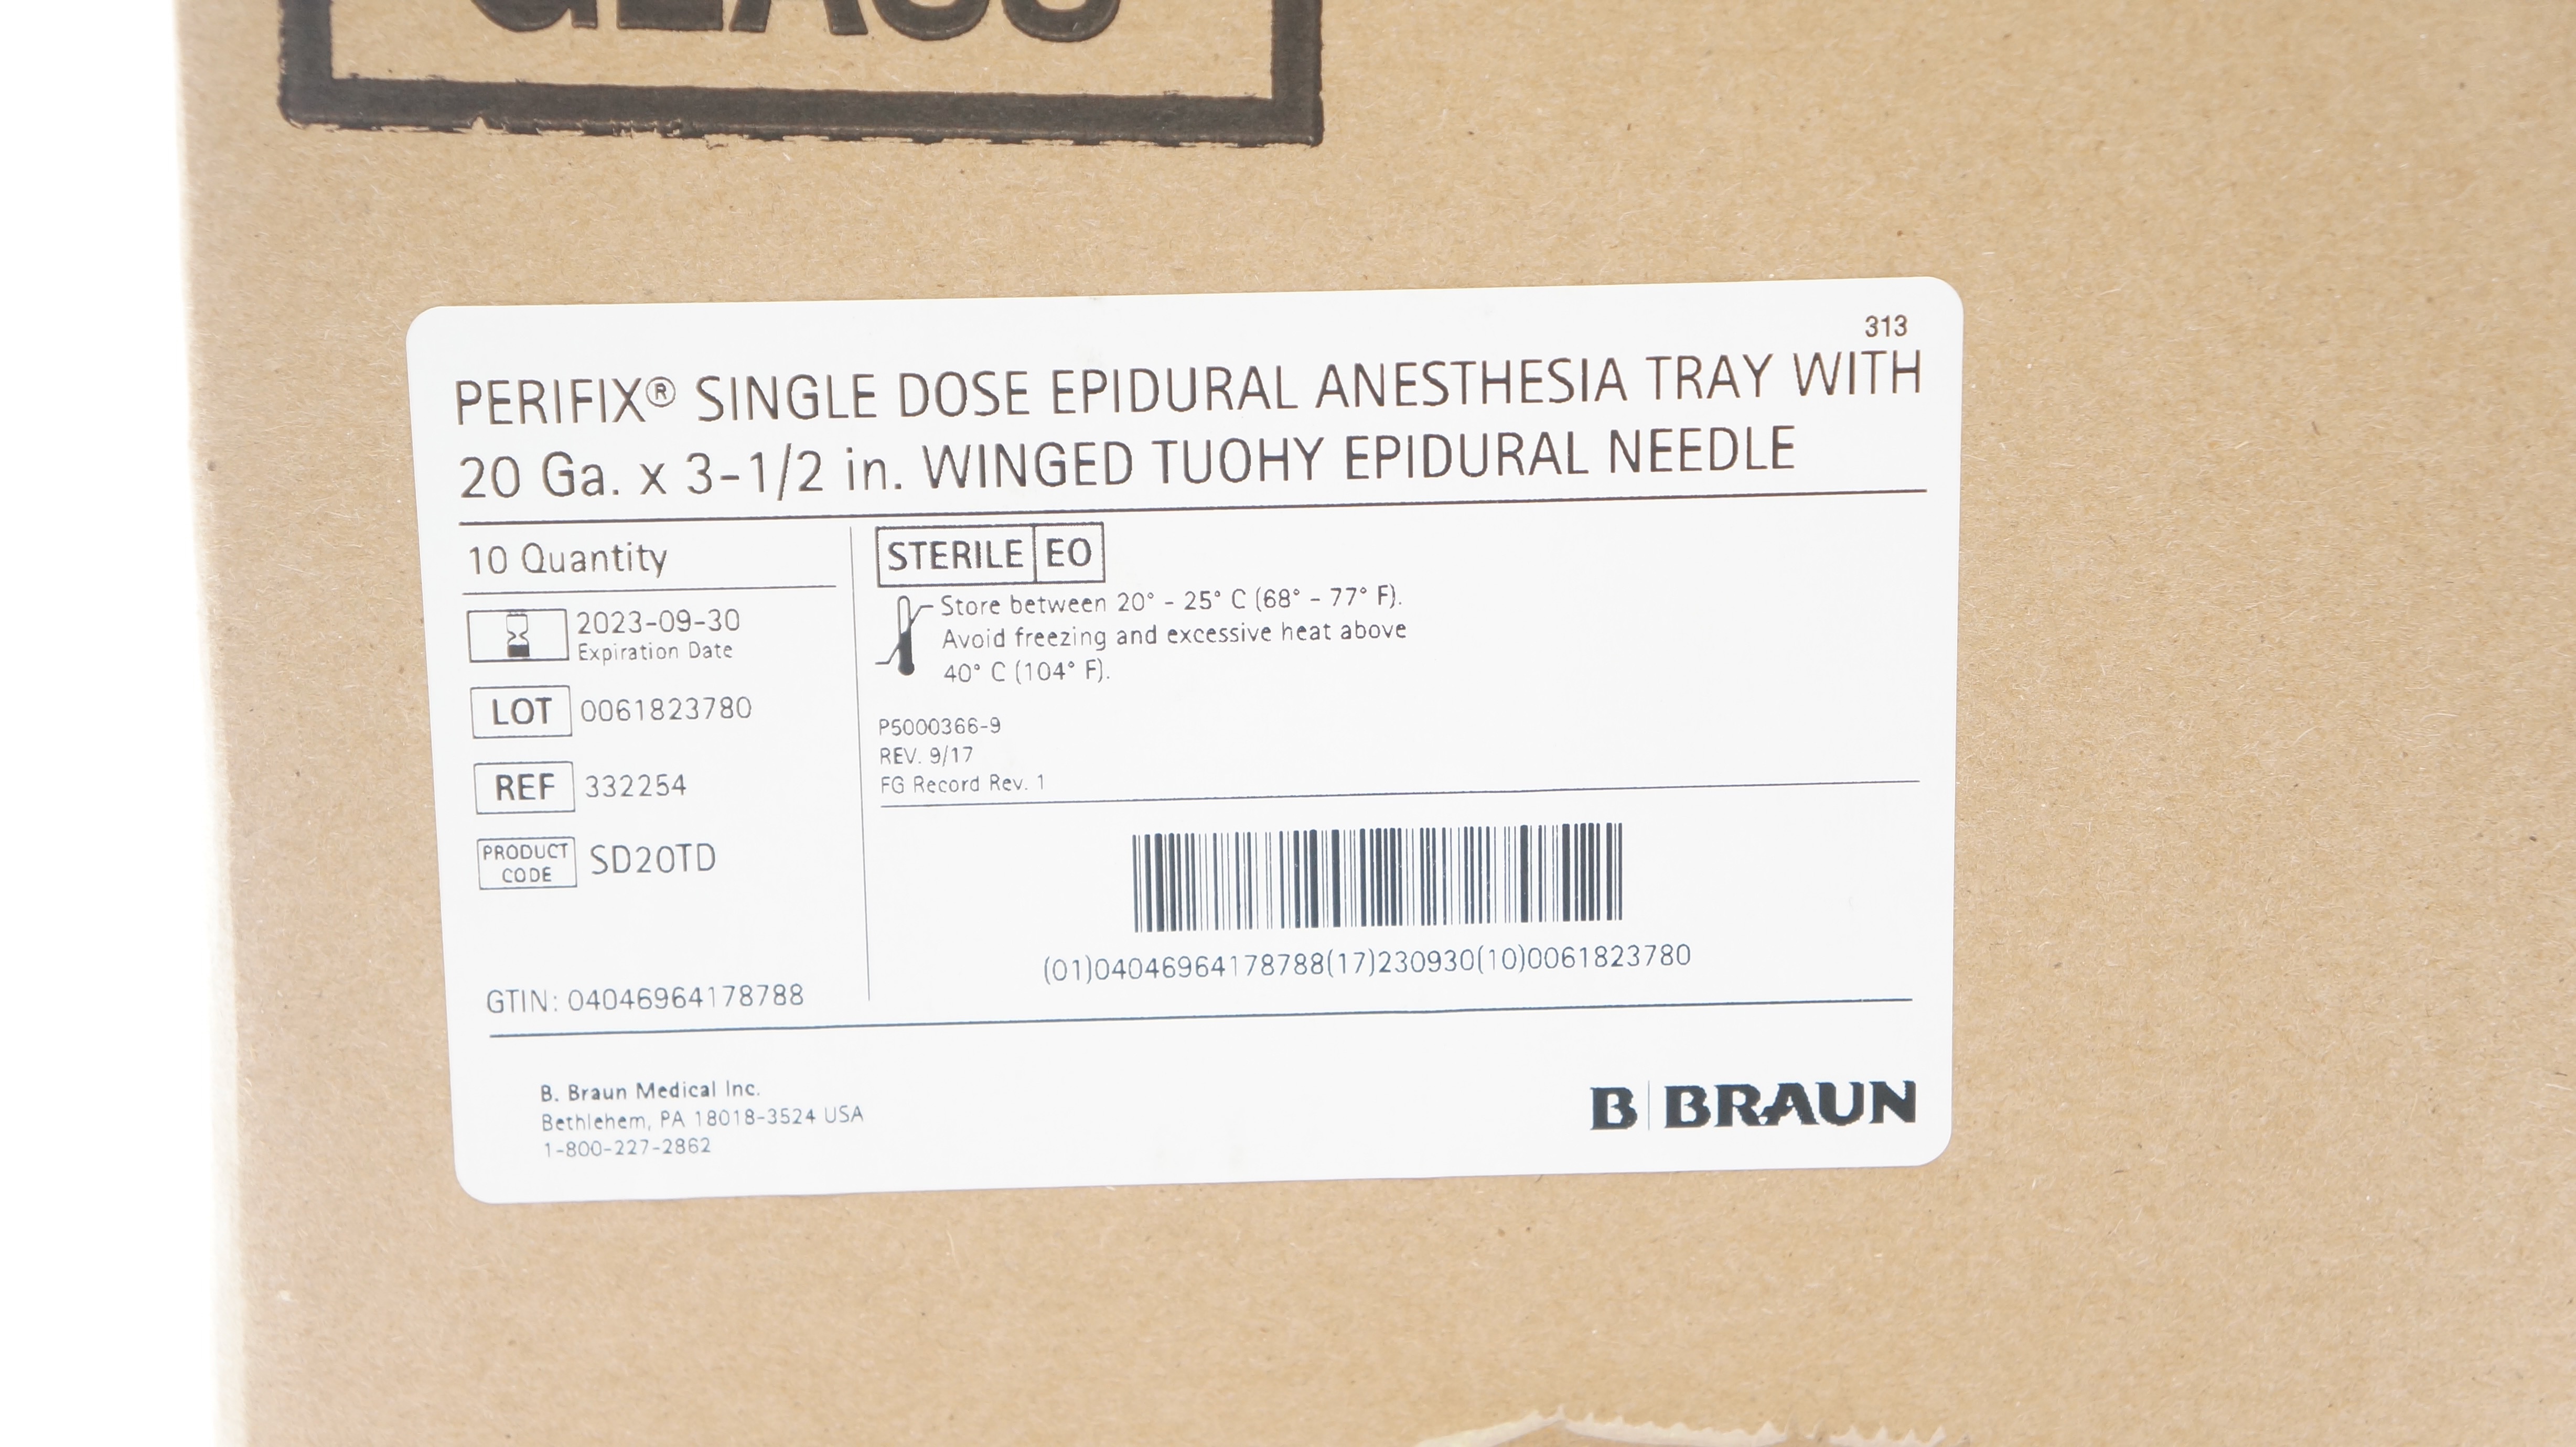 GLASS
313
PERIFIX® SINGLE DOSE EPIDURAL ANESTHESIA TRAY WITH
20 Ga. x 3-1/2 in. WINGED TUOHY EPIDURAL NEEDLE
10 Quantity
2023-09-30
Expiration Date
LOT 0061823780
REF 332254
PRODUCT
CODE SD20TD
GTIN: 04046964178788
STERILE EO
Store between 20° - 25° C (68° - 77° F).
Avoid freezing and excessive heat above
40° C (104° F).
P5000366-9
REV. 9/17
FG Record Rev. 1
(01)04046964178788(17)230930(10)0061823780
B. Braun Medical Inc.
Bethlehem, PA 18018-3524 USA
1-800-227-2862
B BRAUN